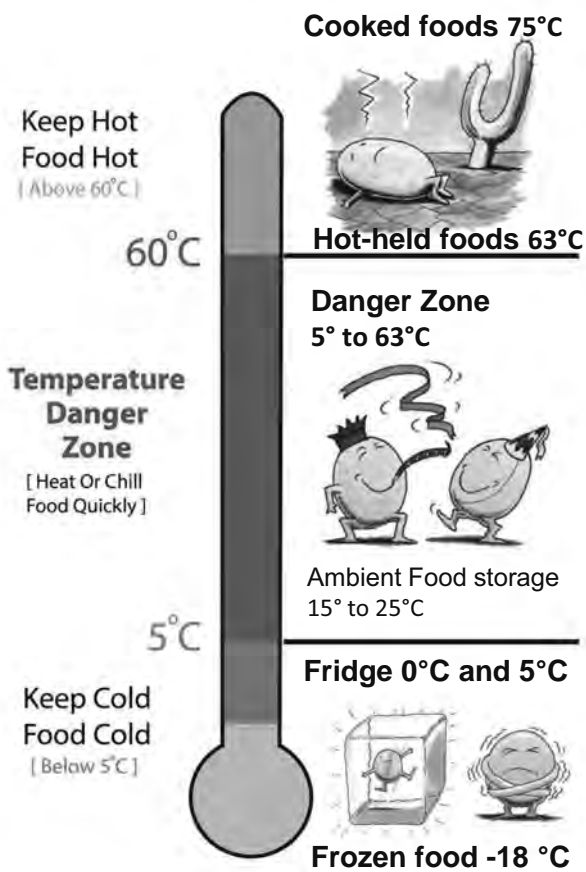 Cooked foods 75°C
Keep Hot
Food Hot
[ Above 60°C ]
60°C
Hot-held foods 63°C
Danger Zone
5° to 63°C
Temperature
Danger
Zone
[ Heat Or Chill
Food Quickly ]
Ambient Food storage
15° to 25°C
5°C
Fridge 0°C and 5°C
Keep Cold
Food Cold
[ Below 5°C ]
Frozen food -18 °C